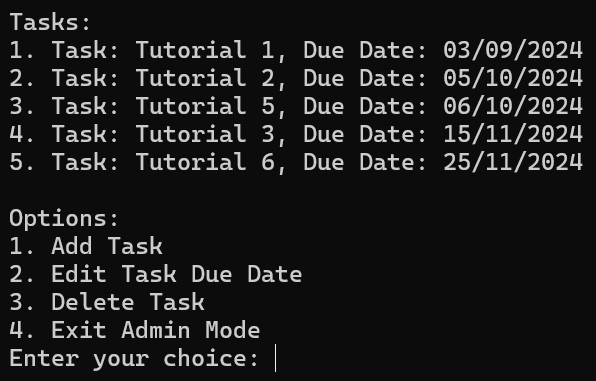 Tasks:
1. Task: Tutorial 1, Due Date: 03/09/2024
2. Task: Tutorial 2, Due Date: 05/10/2024
3. Task: Tutorial 5, Due Date: 06/10/2024
4. Task: Tutorial 3, Due Date: 15/11/2024
5. Task: Tutorial 6, Due Date: 25/11/2024
Options:
1. Add Task
2. Edit Task Due Date
3. Delete Task
4. Exit Admin Mode
Enter your choice: